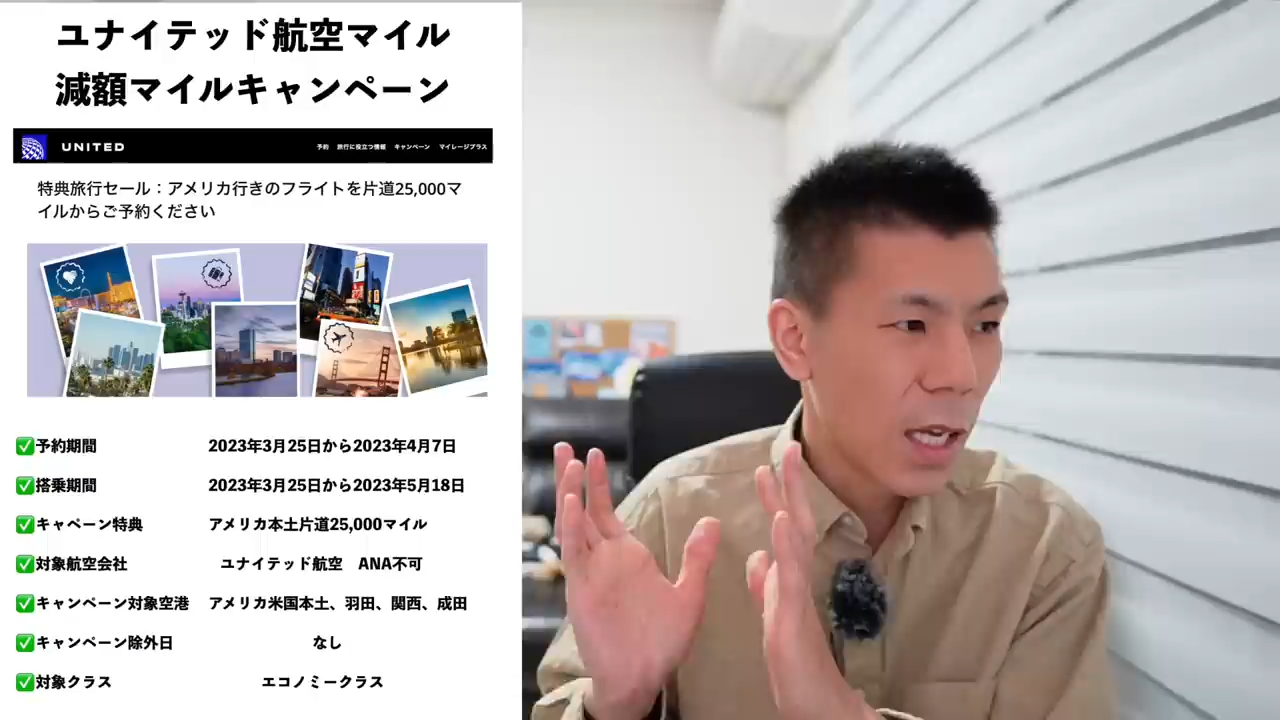 ユナイテッド航空マイル
減額マイルキャンペーン
UNITED 予約 旅行に役立つ情報 キャンペーン マイレージプラス
特典旅行セール：アメリカ行きのフライトを片道25,000マ
イルからご予約ください
✅予約期間 2023年3月25日から2023年4月7日
✅搭乗期間 2023年3月25日から2023年5月18日
✅キャペーン特典 アメリカ本土片道25,000マイル
✅対象航空会社 ユナイテッド航空 ANA不可
✅キャンペーン対象空港 アメリカ米国本土、羽田、関西、成田
✅キャンペーン除外日 なし
✅対象クラス エコノミークラス